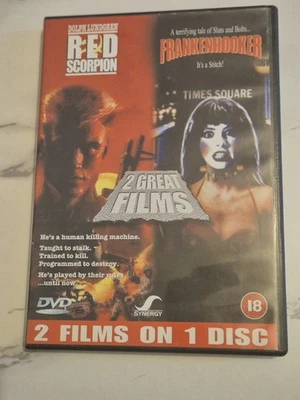 DOLPH LUNDGREN
RED
SCORPION
A terrifying tale of Sluts and Bolts...
FRANKENHOOKER
It's a Stitch!
TIMES SQUARE
2 GREAT
FILMS
He's a human killing machine.
Taught to stalk.
Trained to kill.
Programmed to destroy.
He's played by their rules
...until now.
DVD
SYNERGY
18
2 FILMS ON 1 DISC